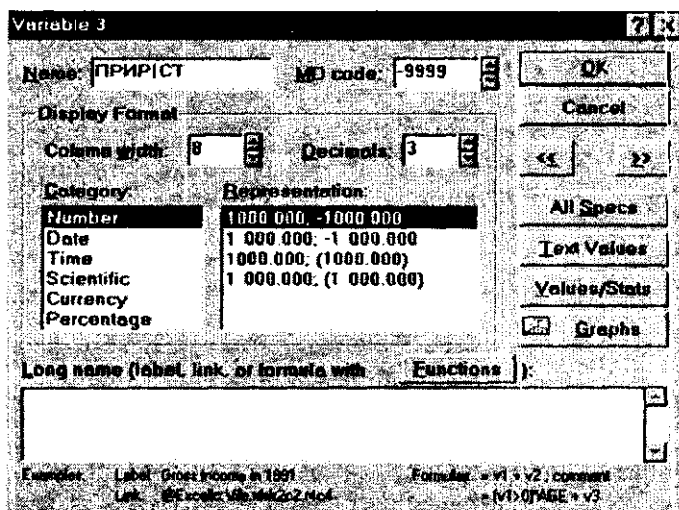 Variable 3
Name: ПРИРІСТ MD code: -9999
OK
Cancel
Display Format
Column width: 8 Decimals: 3
<< >>
Category: Representation:
Number
Date
Time
Scientific
Currency
Percentage
1000.000; -1000.000
1 000.000; -1 000.000
1000.000; (1000.000)
1 000.000; (1 000.000)
All Specs
Text Values
Values/Stats
Graphs
Long name (label, link, or formula with Functions ):
Examples: Label: Gross Income in 1991 Formulas: = v1 + v2 ; comment
Link: = (v1>0)*AGE + v3